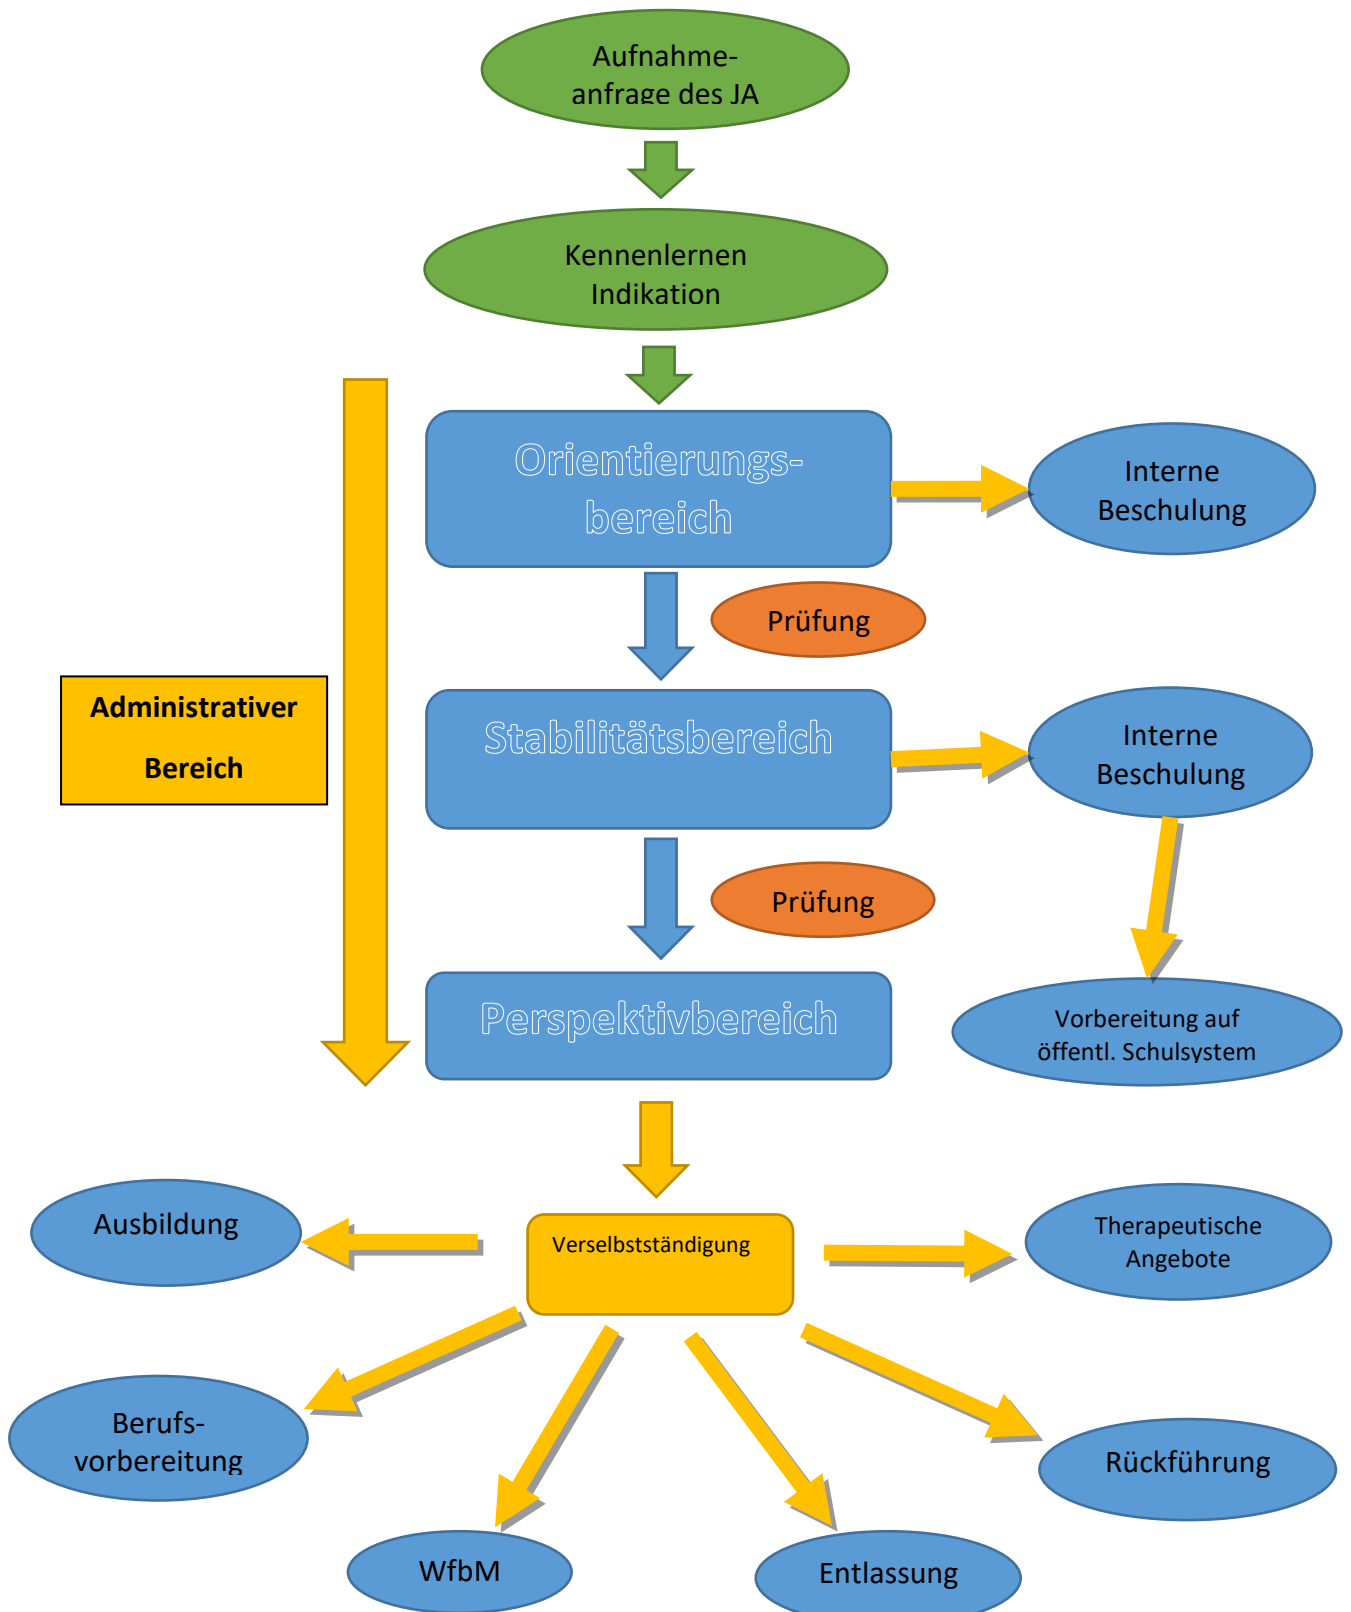 Aufnahme-
anfrage des JA
Kennenlernen
Indikation
Orientierungs-
bereich
Interne
Beschulung
Prüfung
Administrativer
Bereich
Stabilitätsbereich
Interne
Beschulung
Prüfung
Perspektivbereich
Vorbereitung auf
öffentl. Schulsystem
Ausbildung
Verselbstständigung
Therapeutische
Angebote
Berufs-
vorbereitung
Rückführung
WfbM
Entlassung